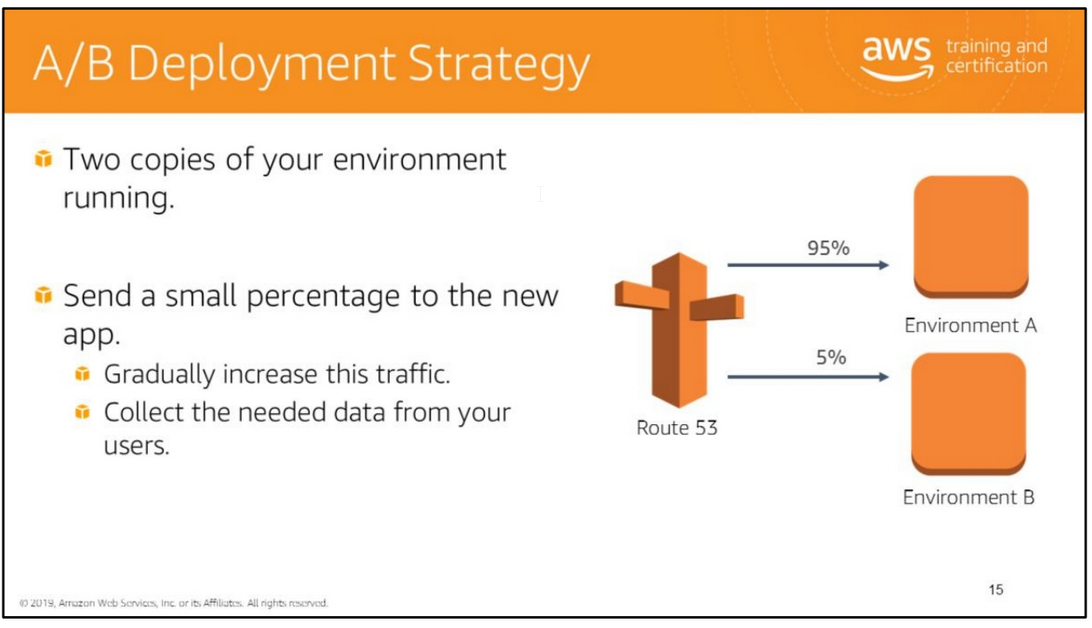 A/B Deployment Strategy
aws training and
certification
Two copies of your environment
running.
Send a small percentage to the new
app.
Gradually increase this traffic.
Collect the needed data from your
users.
95%
Environment A
5%
Route 53
Environment B
15
© 2019, Amazon Web Services, Inc. or its Affiliates. All rights reserved.